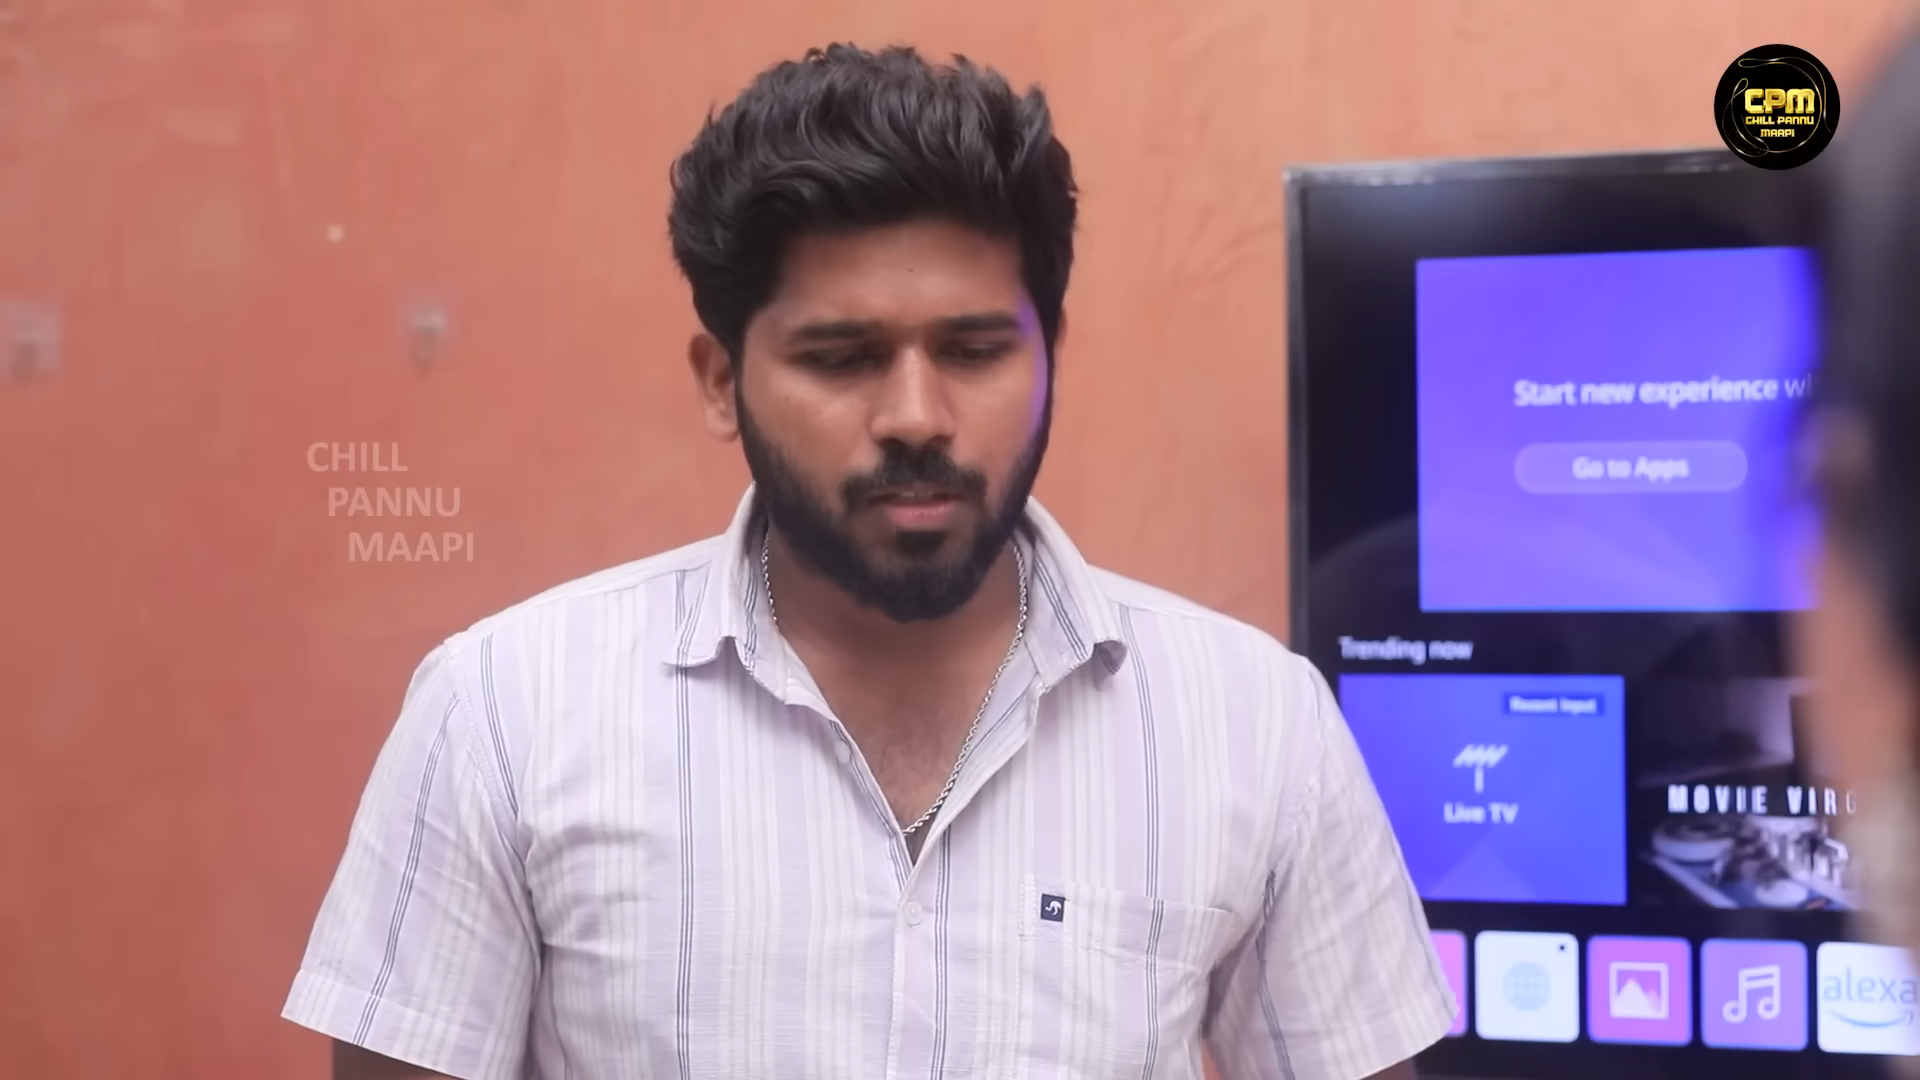 CPM
CHILL PANNU
MAAPI
Start new experience
Go to Apps
CHILL
PANNU
MAAPI
Trending now
Recent Input
Live TV
MOVIE
alexa